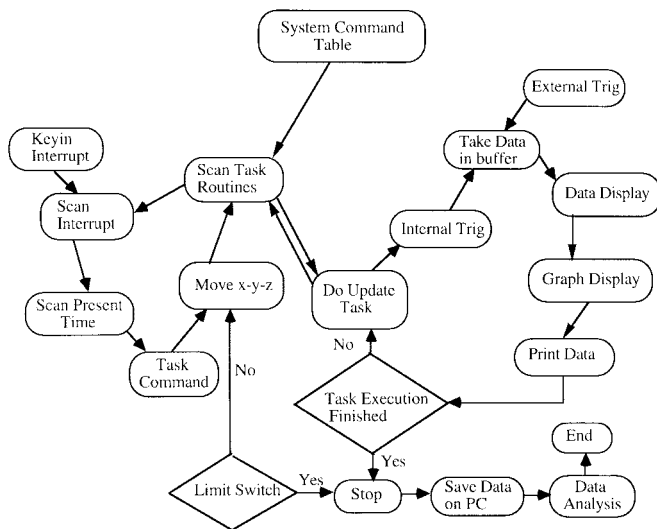 System Command
Table
External Trig
Keyin
Interrupt
Take Data
in buffer
Scan Task
Routines
Data Display
Scan
Interrupt
Internal Trig
Move x-y-z
Do Update
Task
Graph Display
Scan Present
Time
No
Print Data
Task
Command
No
Task Execution
Finished
End
Yes
Yes
Limit Switch
Stop
Save Data
on PC
Data
Analysis